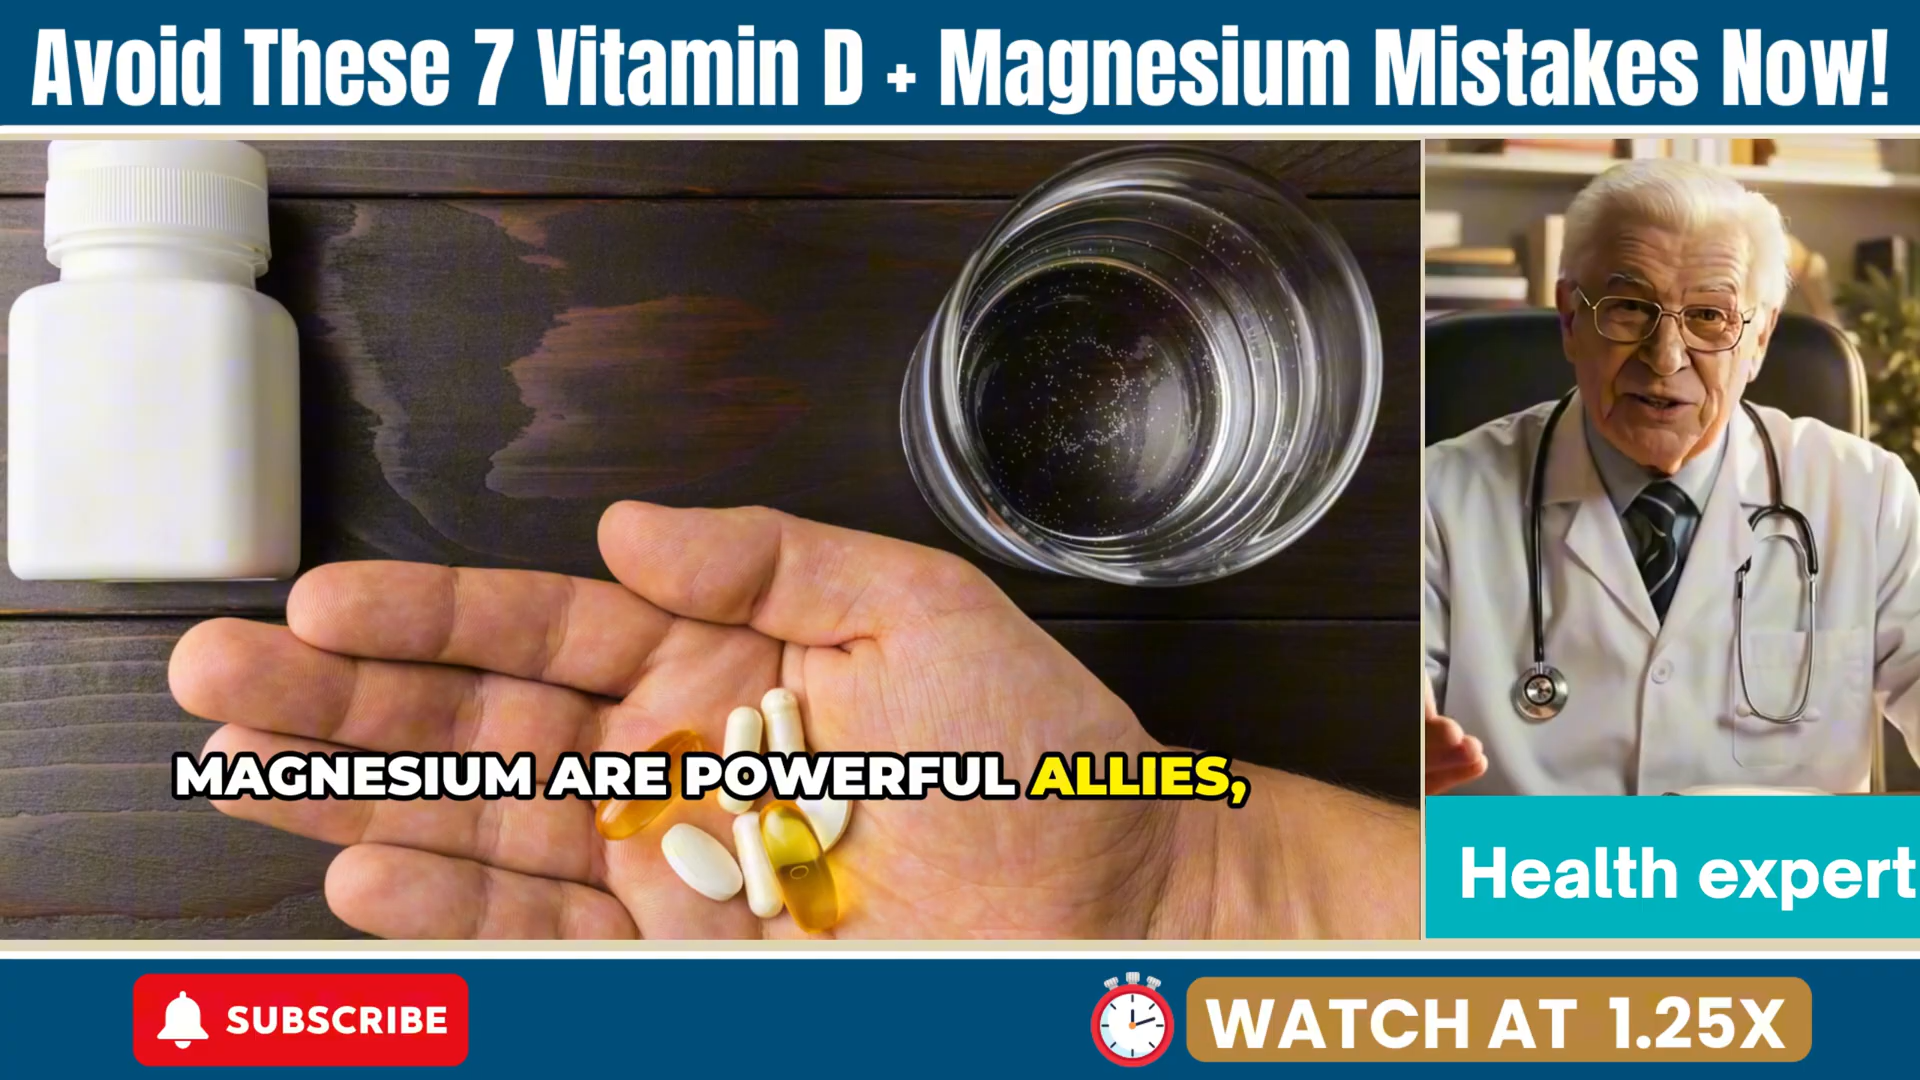 Avoid These 7 Vitamin D + Magnesium Mistakes Now!
MAGNESIUM ARE POWERFUL ALLIES,
Health expert
SUBSCRIBE
WATCH AT 1.25X